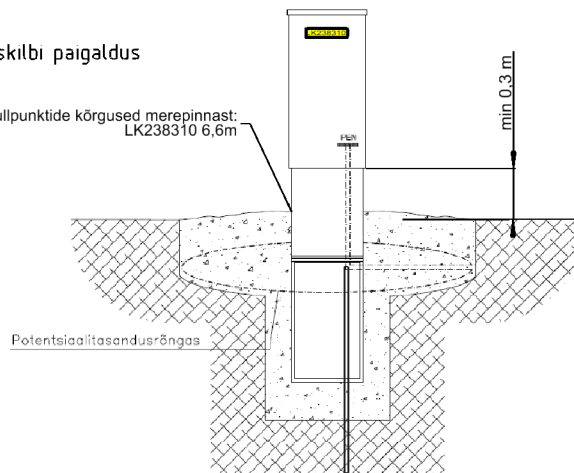 skilbi paigaldus
LK238310
ullpunktide kõrgused merepinnast:
LK238310 6,6m
PEN
min 0,3 m
Potentsiaalitasandusrõngas